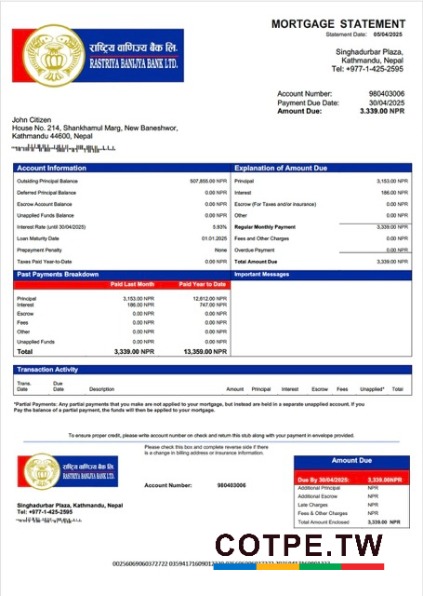 राष्ट्रिय वाणिज्य बैंक लि.
RASTRIYA BANIJYA BANK LTD.
MORTGAGE STATEMENT
Statement Date: 05/04/2025
Singhadurbar Plaza,
Kathmandu, Nepal
Tel: +977-1-425-2595
Account Number: 980403006
Payment Due Date: 30/04/2025
Amount Due: 3.339.00 NPR
John Citizen
House No. 214, Shankhamul Marg, New Baneshwor,
Kathmandu 44600, Nepal
Account Information
Outsiding Principal Balance 507,855.00 NPR
Deferred Principal Balance 0.00 NPR
Escrow Account Balance 0.00 NPR
Unapplied Funds Balance 0.00 NPR
Interest Rate (until 30/04/2025)
Loan Maturity Date 01.01.2025
Prepayment Penalty None
Taxes Paid Year-to-Date 0.00 NPR
Explanation of Amount Due
Principal 3,153.00 NPR
Interest 186.00 NPR
Escrow (For Taxes and/or Insurance) 0.00 NPR
Other 0.00 NPR
Regular Monthly Payment 3,339.00 NPR
Fees and Other Charges 0.00 NPR
Overdue Payment 0.00 NPR
Total Amount Due 3,339.00 NPR
Past Payments Breakdown
Paid Last Month Paid Year to Date
Principal 3,153.00 NPR 12,612.00 NPR
Interest 186.00 NPR 747.00 NPR
Escrow 0.00 NPR 0.00 NPR
Fees 0.00 NPR 0.00 NPR
Other 0.00 NPR 0.00 NPR
Unapplied Funds 0.00 NPR 0.00 NPR
Total 3,339.00 NPR 13,359.00 NPR
Important Messages
Transaction Activity
Trans. Date Due Date Description Amount Principal Interest Escrow Fees Unapplied* Total
*Partial Payments: Any partial payments that you make are not applied to your mortgage, but instead are held in a separate unapplied account. If you
Pay the balance of a partial payment, the funds will then be applied to your mortgage.
To ensure proper credit, please write account number on check and return this stub along with your payment in envelope provided.
राष्ट्रिय वाणिज्य बैंक लि.
RASTRIYA BANIJYA BANK LTD.
Please check this box and complete reverse side if there
is a change in billing address or insurance information.
Account Number: 980403006
Singhadurbar Plaza, Kathmandu, Nepal
Tel: +977-1-425-2595
Amount Due
Due By 30/04/2025: 3,339.00NPR
Additional Principal NPR
Additional Escrow NPR
Late Charges NPR
Fees & Other Charges NPR
Total Amount Enclosed 3,339.00 NPR
COTPE.TW